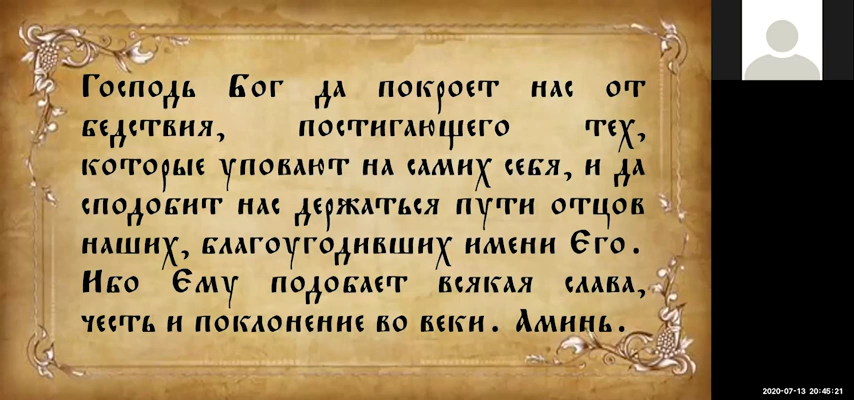 Господь Бог да покроет нас от
бедствия, постигающего тех,
которые уповают на самих себя, и да
сподобит нас держаться пути отцов
наших, благоугодивших имени Его.
Ибо Ему подобает всякая слава,
честь и поклонение во веки. Аминь.
2020-07-13 20:45:21